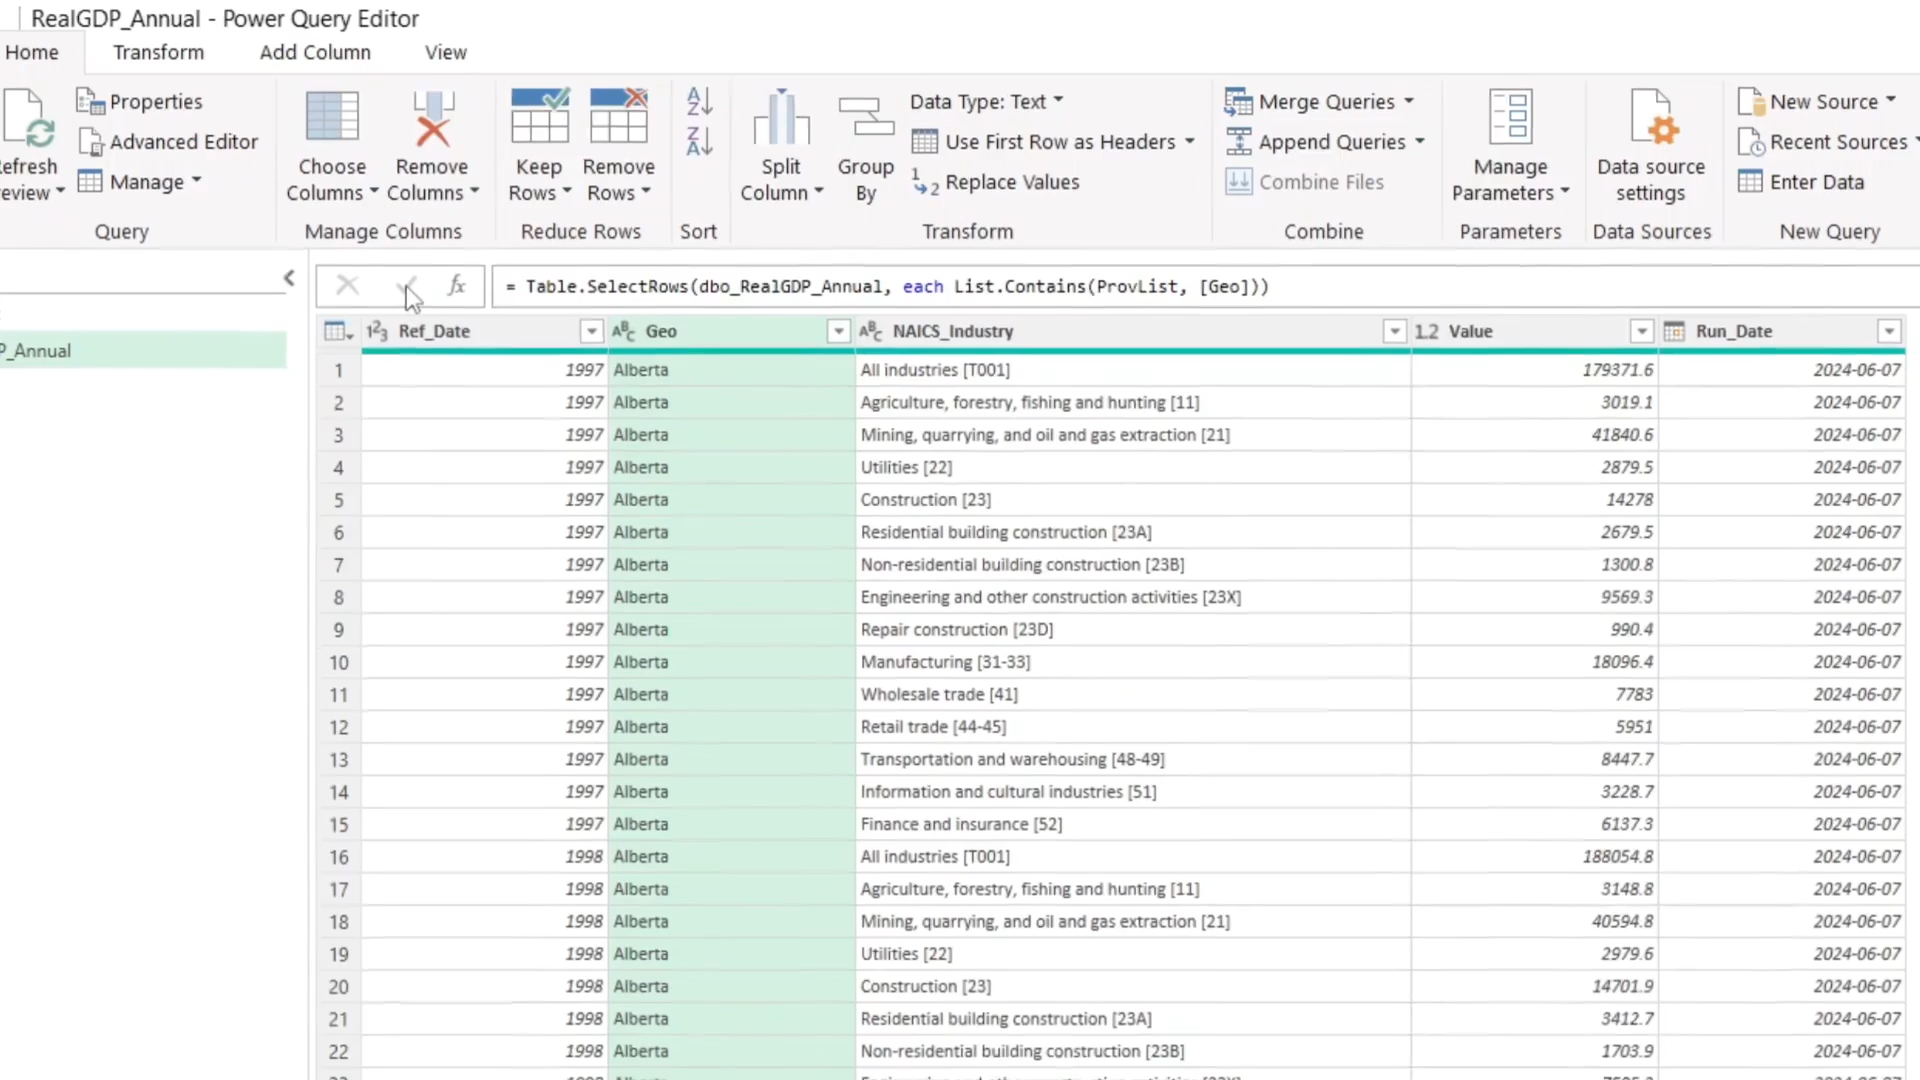 RealGDP_Annual - Power Query Editor
Home Transform Add Column View
Properties
Advanced Editor
Manage
Query
Choose Columns
Remove Columns
Manage Columns
Keep Rows
Remove Rows
Reduce Rows
Sort
Split Column
Group By
Data Type: Text
Use First Row as Headers
Replace Values
Transform
Merge Queries
Append Queries
Combine Files
Combine
Manage Parameters
Parameters
Data source settings
Data Sources
New Source
Recent Sources
Enter Data
New Query
fx = Table.SelectRows(dbo_RealGDP_Annual, each List.Contains(ProvList, [Geo]))
P_Annual
123 Ref_Date ABC Geo ABC NAICS_Industry 1.2 Value Run_Date
1 1997 Alberta All industries [T001] 179371.6 2024-06-07
2 1997 Alberta Agriculture, forestry, fishing and hunting [11] 3019.1 2024-06-07
3 1997 Alberta Mining, quarrying, and oil and gas extraction [21] 41840.6 2024-06-07
4 1997 Alberta Utilities [22] 2879.5 2024-06-07
5 1997 Alberta Construction [23] 14278 2024-06-07
6 1997 Alberta Residential building construction [23A] 2679.5 2024-06-07
7 1997 Alberta Non-residential building construction [23B] 1300.8 2024-06-07
8 1997 Alberta Engineering and other construction activities [23X] 9569.3 2024-06-07
9 1997 Alberta Repair construction [23D] 990.4 2024-06-07
10 1997 Alberta Manufacturing [31-33] 18096.4 2024-06-07
11 1997 Alberta Wholesale trade [41] 7783 2024-06-07
12 1997 Alberta Retail trade [44-45] 5951 2024-06-07
13 1997 Alberta Transportation and warehousing [48-49] 8447.7 2024-06-07
14 1997 Alberta Information and cultural industries [51] 3228.7 2024-06-07
15 1997 Alberta Finance and insurance [52] 6137.3 2024-06-07
16 1998 Alberta All industries [T001] 188054.8 2024-06-07
17 1998 Alberta Agriculture, forestry, fishing and hunting [11] 3148.8 2024-06-07
18 1998 Alberta Mining, quarrying, and oil and gas extraction [21] 40594.8 2024-06-07
19 1998 Alberta Utilities [22] 2979.6 2024-06-07
20 1998 Alberta Construction [23] 14701.9 2024-06-07
21 1998 Alberta Residential building construction [23A] 3412.7 2024-06-07
22 1998 Alberta Non-residential building construction [23B] 1703.9 2024-06-07